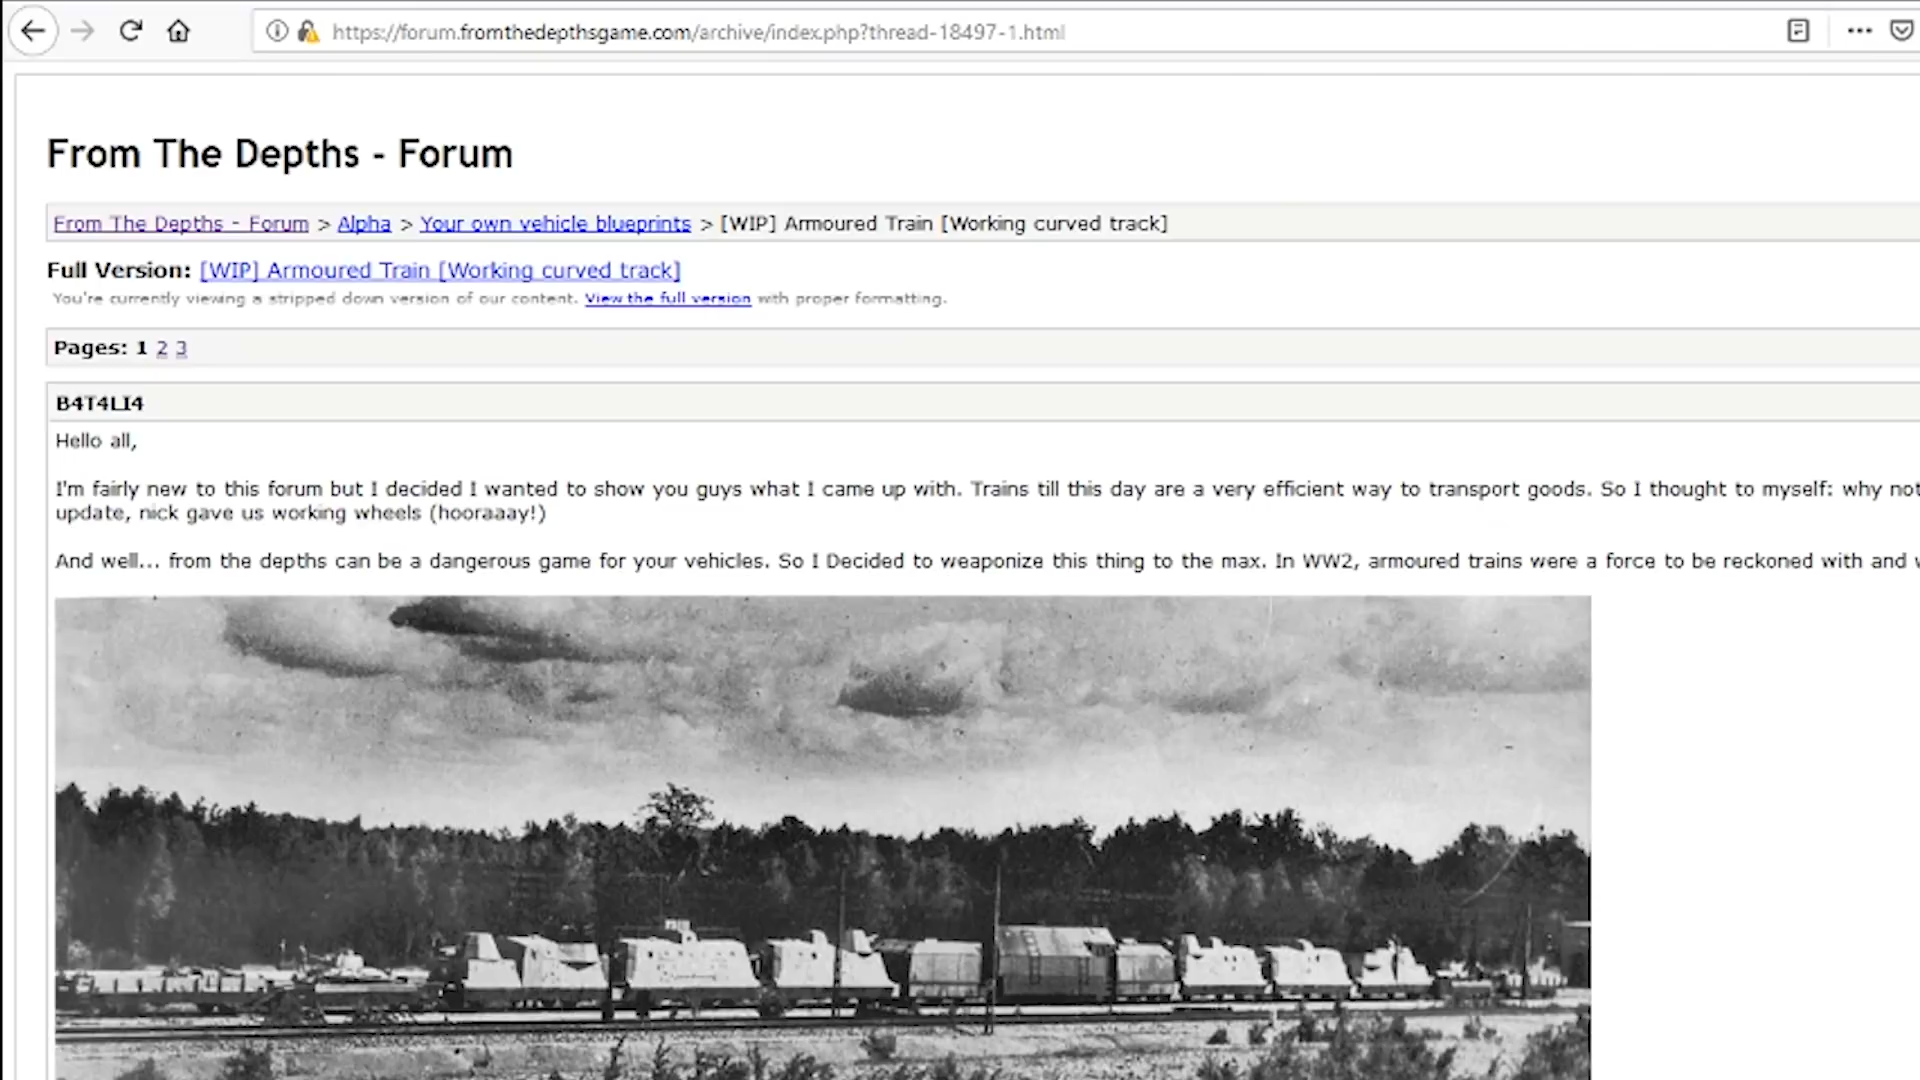 https://forum.fromthedepthsgame.com/archive/index.php?thread-18497-1.html
From The Depths - Forum
From The Depths - Forum > Alpha > Your own vehicle blueprints > [WIP] Armoured Train [Working curved track]
Full Version: [WIP] Armoured Train [Working curved track]
You're currently viewing a stripped down version of our content. View the full version with proper formatting.
Pages: 1 2 3
B4T4LI4
Hello all,
I'm fairly new to this forum but I decided I wanted to show you guys what I came up with. Trains till this day are a very efficient way to transport goods. So I thought to myself: why not
update, nick gave us working wheels (hooraaay!)
And well... from the depths can be a dangerous game for your vehicles. So I Decided to weaponize this thing to the max. In WW2, armoured trains were a force to be reckoned with and